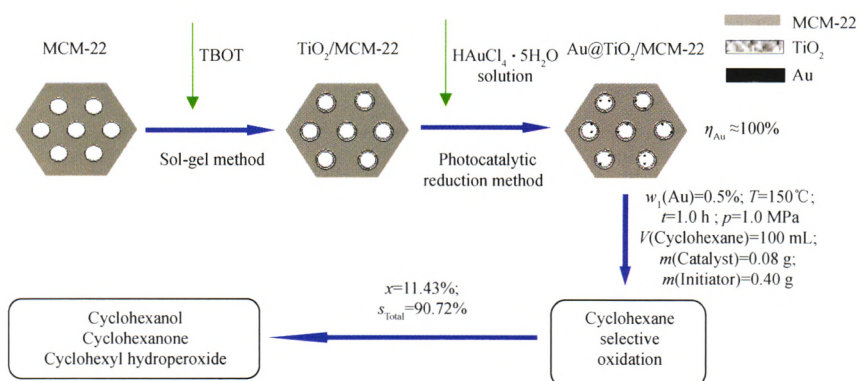 MCM-22
TBOT
TiO₂/MCM-22
HAuCl₄·5H₂O
solution
Au@TiO₂/MCM-22
MCM-22
TiO₂
Au
Sol-gel method
Photocatalytic
reduction method
η_Au ≈100%
w₁(Au)=0.5%; T=150℃;
t=1.0 h ; p=1.0 MPa
V(Cyclohexane)=100 mL;
m(Catalyst)=0.08 g;
m(Initiator)=0.40 g
x=11.43%;
s_Total=90.72%
Cyclohexanol
Cyclohexanone
Cyclohexyl hydroperoxide
Cyclohexane
selective
oxidation